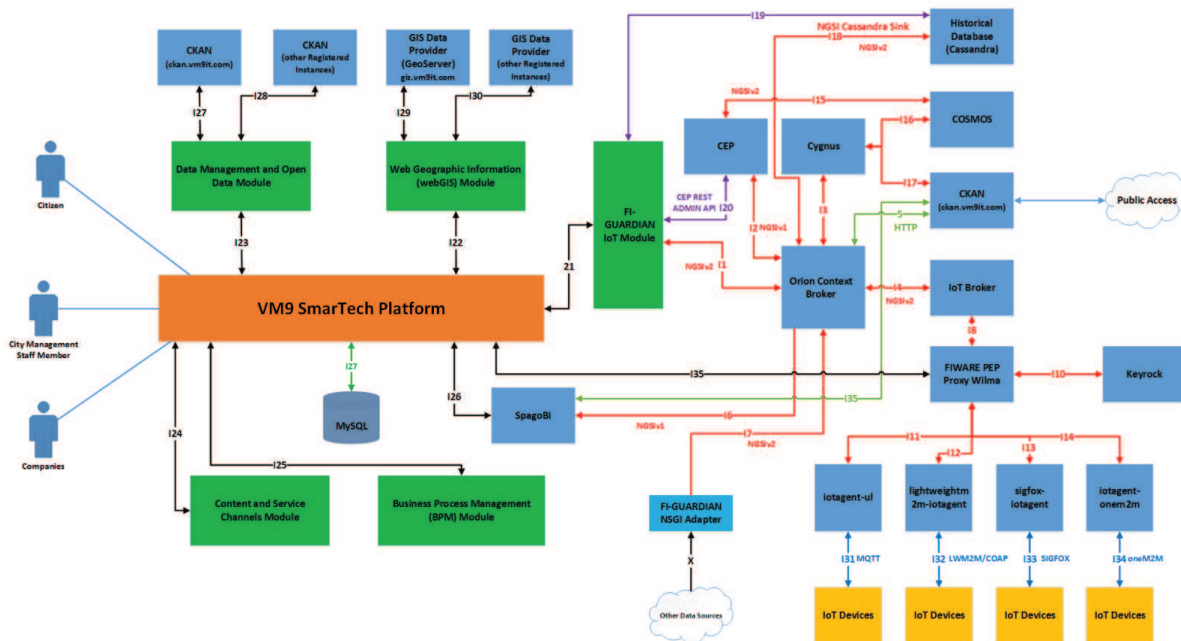 CKAN
(ckan.vm9it.com)
CKAN
(other Registered
Instances)
GIS Data
Provider
(GeoServer)
gis.vm9it.com
GIS Data
Provider
(other Registered
Instances)
I19
NGSI Cassandra Sink
I18
NGSIv2
Historical
Database
(Cassandra)
I27
I28
I29
I30
NGSIv2
I15
I16
COSMOS
CEP
Cygnus
Data Management and Open
Data Module
Web Geographic Information
(webGIS) Module
FI-
GUARDIAN
IoT Module
CEP REST
ADMIN API
I20
I17
CKAN
(ckan.vm9it.com)
Public Access
Citizen
I3
S
HTTP
I2
NGSIv1
I23
I22
21
NGSIv2
I1
Orion Context
Broker
I4
NGSIv2
IoT Broker
VM9 SmarTech Platform
City Management
Staff Member
I8
I27
I35
FIWARE PEP
Proxy Wilma
I10
Keyrock
I26
MySQL
SpagoBI
I35
I6
NGSIv1
I7
NGSIv2
Companies
I24
I25
I11
I12
I13
I14
Content and Service
Channels Module
Business Process Management
(BPM) Module
FI-GUARDIAN
NSGI Adapter
iotagent-ul
lightweightm
2m-iotagent
sigfox-
iotagent
iotagent-
onem2m
X
I31 MQTT
I32 LWM2M/COAP
I33 SIGFOX
I34 oneM2M
Other Data Sources
IoT Devices
IoT Devices
IoT Devices
IoT Devices